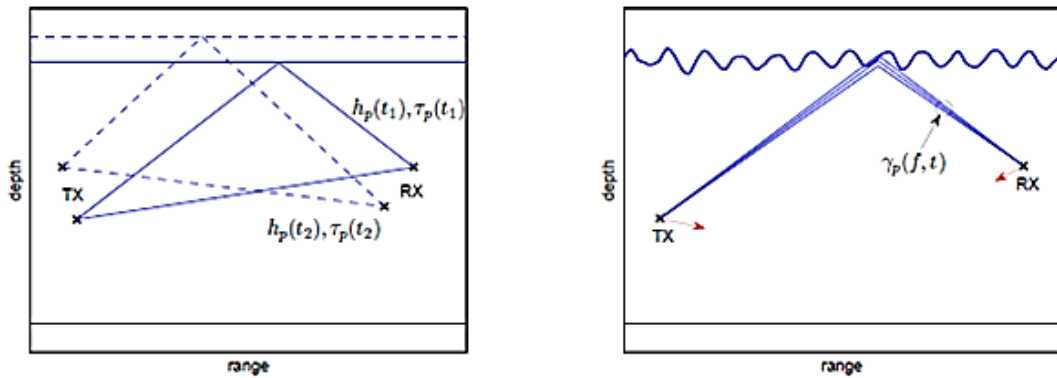 h_p(t_1), τ_p(t_1)
TX
RX
h_p(t_2), τ_p(t_2)
depth
range
γ_p(f, t)
RX
TX
depth
range